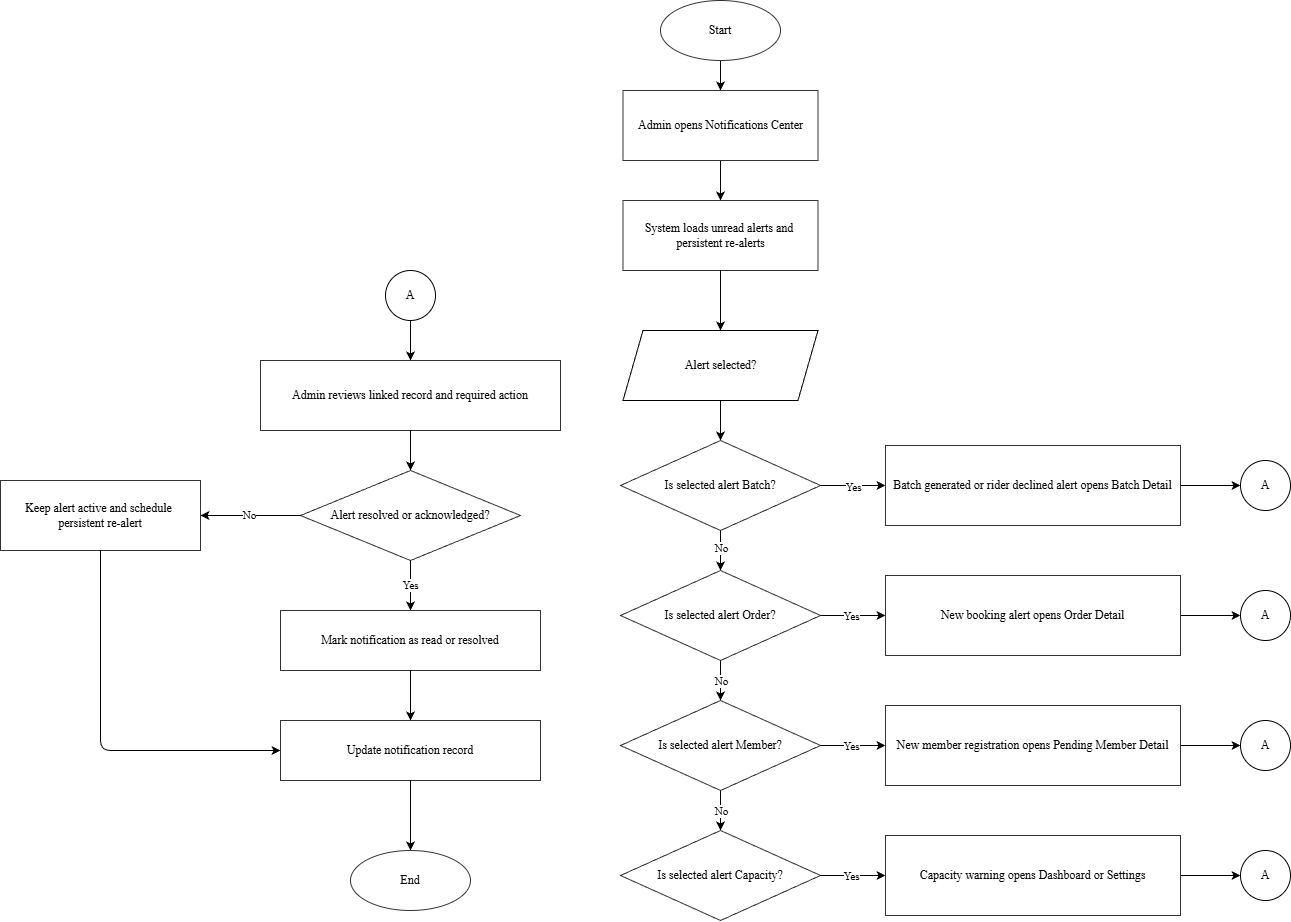 Start
Admin opens Notifications Center
System loads unread alerts and
persistent re-alerts
Alert selected?
Is selected alert Batch?
Yes
Batch generated or rider declined alert opens Batch Detail
A
No
Is selected alert Order?
Yes
New booking alert opens Order Detail
A
No
Is selected alert Member?
Yes
New member registration opens Pending Member Detail
A
No
Is selected alert Capacity?
Yes
Capacity warning opens Dashboard or Settings
A
A
Admin reviews linked record and required action
Alert resolved or acknowledged?
No
Keep alert active and schedule
persistent re-alert
Yes
Mark notification as read or resolved
Update notification record
End